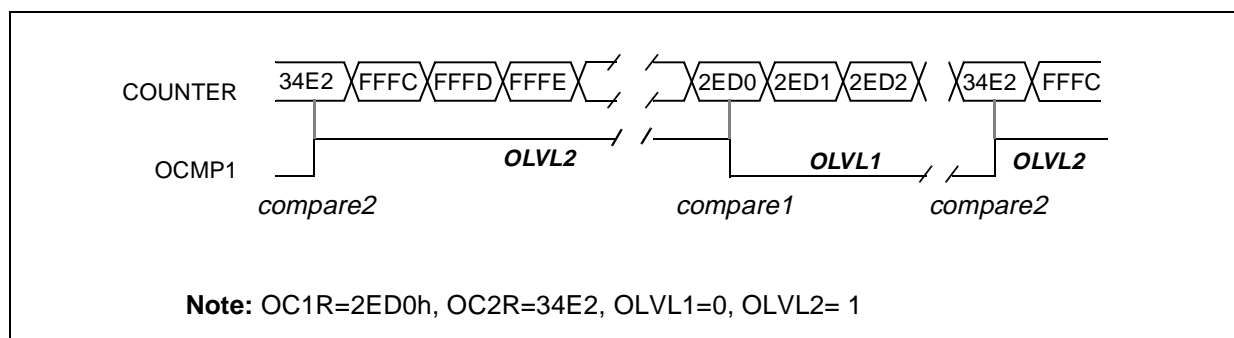 COUNTER 34E2 FFFC FFFD FFFE 2ED0 2ED1 2ED2 34E2 FFFC
OCMP1 OLVL2 OLVL1 OLVL2
compare2 compare1 compare2
Note: OC1R=2ED0h, OC2R=34E2, OLVL1=0, OLVL2= 1